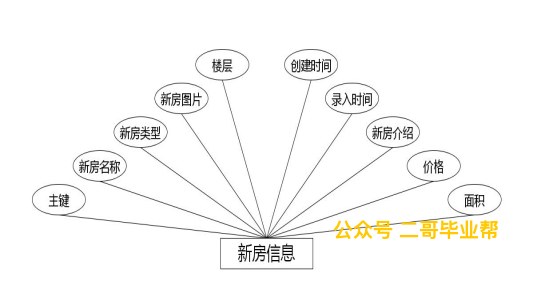 楼层
创建时间
新房图片
录入时间
新房类型
新房介绍
新房名称
价格
主键
面积
公众号 二哥毕业帮
新房信息